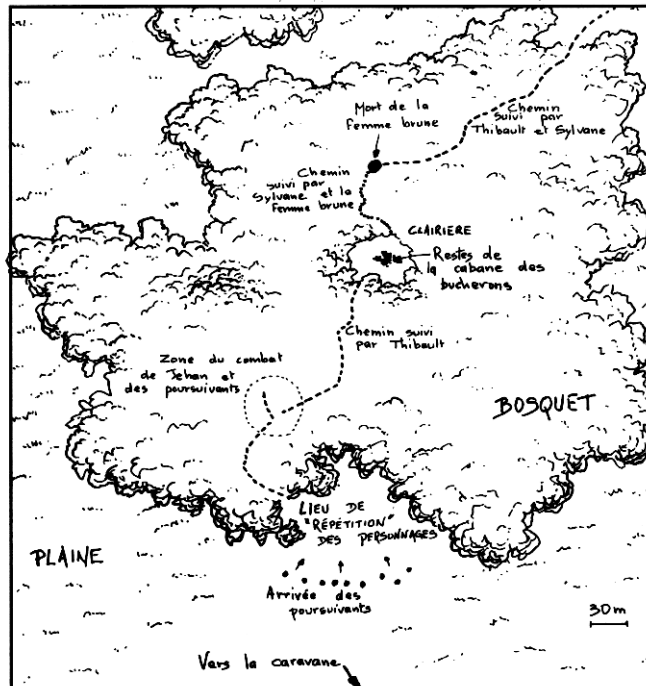 Chemin
suivi par
Thibault et Sylvane
Mort de la
femme brune
Chemin
suivi par
Sylvane et la
femme brune
CLAIRIERE
Restes de
la cabane des
bucherons
Chemin suivi
par Thibault
Zone du combat
de Jehan et
des poursuivants
BOSQUET
LIEU DE
"RÉPÉTITION"
DES PERSONNAGES
PLAINE
Arrivée des
poursuivants
30m
Vers la caravane